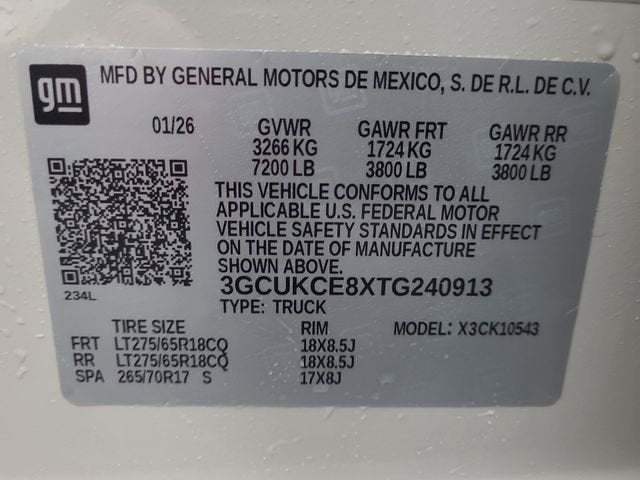 gm MFD BY GENERAL MOTORS DE MEXICO, S. DE R.L. DE C.V.
01/26 GVWR GAWR FRT GAWR RR
3266 KG 1724 KG 1724 KG
7200 LB 3800 LB 3800 LB
THIS VEHICLE CONFORMS TO ALL
APPLICABLE U.S. FEDERAL MOTOR
VEHICLE SAFETY STANDARDS IN EFFECT
ON THE DATE OF MANUFACTURE
SHOWN ABOVE.
234L
3GCUKCE8XTG240913
TYPE: TRUCK
TIRE SIZE RIM MODEL: X3CK10543
FRT LT275/65R18CQ 18X8.5J
RR LT275/65R18CQ 18X8.5J
SPA 265/70R17 S 17X8J